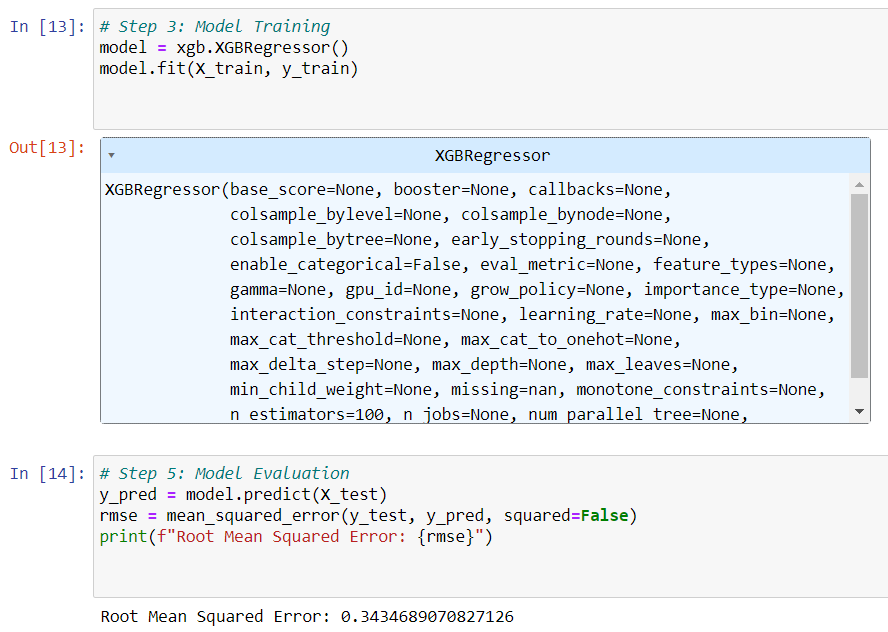 In [13]: # Step 3: Model Training
model = xgb.XGBRegressor()
model.fit(X_train, y_train)
Out[13]: XGBRegressor
XGBRegressor(base_score=None, booster=None, callbacks=None,
colsample_bylevel=None, colsample_bynode=None,
colsample_bytree=None, early_stopping_rounds=None,
enable_categorical=False, eval_metric=None, feature_types=None,
gamma=None, gpu_id=None, grow_policy=None, importance_type=None,
interaction_constraints=None, learning_rate=None, max_bin=None,
max_cat_threshold=None, max_cat_to_onehot=None,
max_delta_step=None, max_depth=None, max_leaves=None,
min_child_weight=None, missing=nan, monotone_constraints=None,
n_estimators=100, n_jobs=None, num_parallel_tree=None,
In [14]: # Step 5: Model Evaluation
y_pred = model.predict(X_test)
rmse = mean_squared_error(y_test, y_pred, squared=False)
print(f"Root Mean Squared Error: {rmse}")
Root Mean Squared Error: 0.3434689070827126